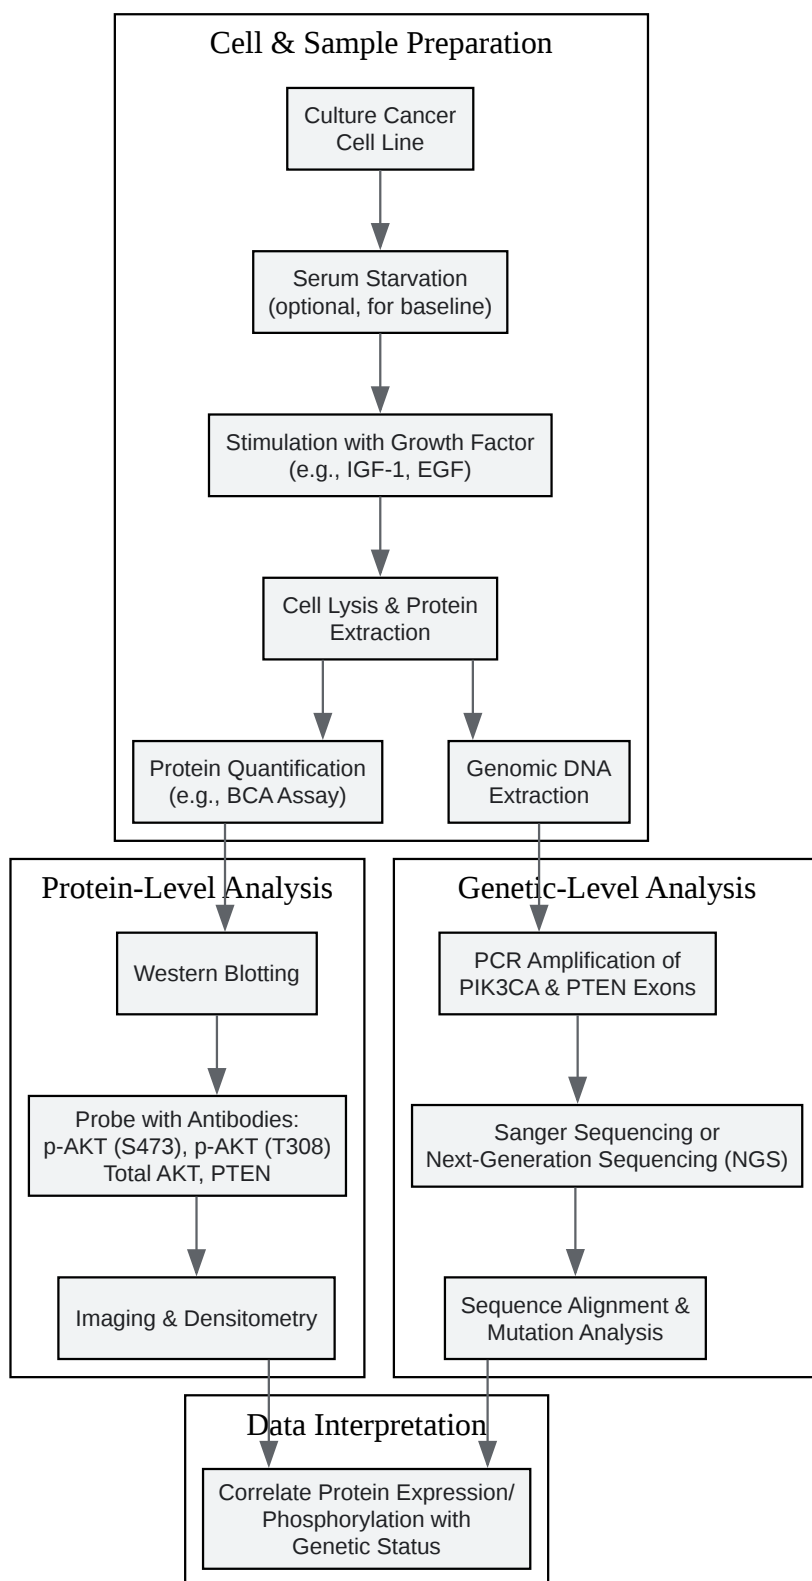 Cell & Sample Preparation
Culture Cancer
Cell Line
Serum Starvation
(optional, for baseline)
Stimulation with Growth Factor
(e.g., IGF-1, EGF)
Cell Lysis & Protein
Extraction
Protein Quantification
(e.g., BCA Assay)
Genomic DNA
Extraction
Protein-Level Analysis
Western Blotting
Probe with Antibodies:
p-AKT (S473), p-AKT (T308)
Total AKT, PTEN
Imaging & Densitometry
Genetic-Level Analysis
PCR Amplification of
PIK3CA & PTEN Exons
Sanger Sequencing or
Next-Generation Sequencing (NGS)
Sequence Alignment &
Mutation Analysis
Data Interpretation
Correlate Protein Expression/
Phosphorylation with
Genetic Status